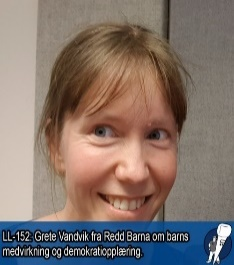 LL-152: Grete Vandvik fra Redd Barna om barns
medvirkning og demokratiopplæring.